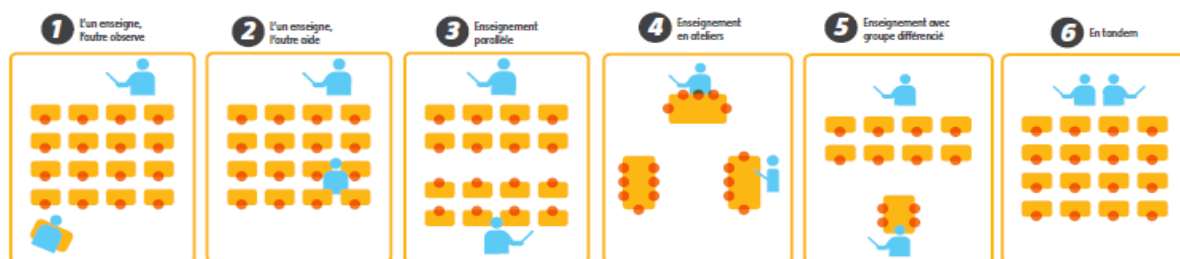 1 L'un enseigne,
l'autre observe
2 L'un enseigne,
l'autre aide
3 Enseignement
parallèle
4 Enseignement
en ateliers
5 Enseignement avec
groupe différencié
6 En tandem